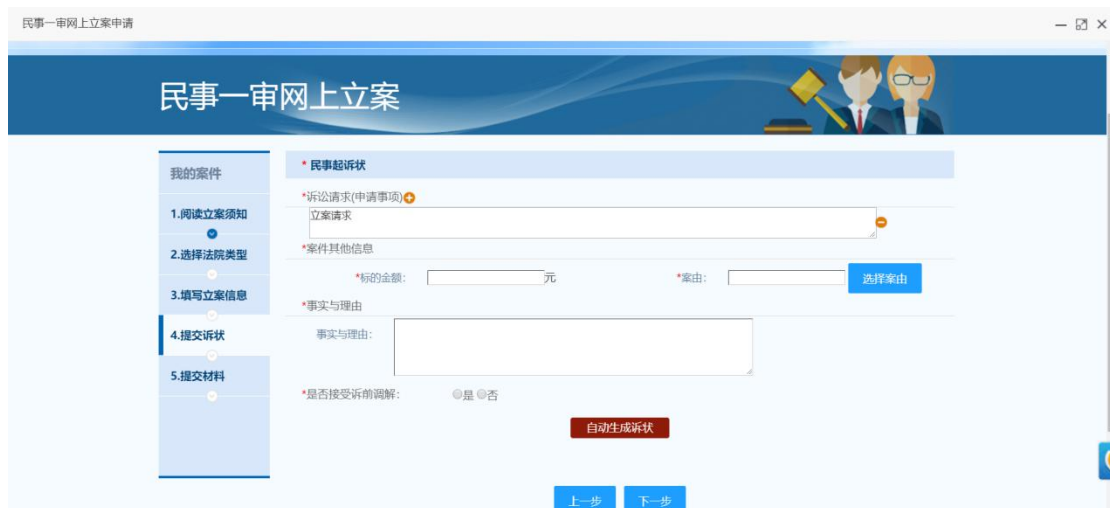 民事一审网上立案申请
民事一审网上立案
我的案件
1.阅读立案须知
2.选择法院类型
3.填写立案信息
4.提交诉状
5.提交材料
* 民事起诉状
*诉讼请求(申请事项)
立案请求
*案件其他信息
*标的金额: 元 *案由: 选择案由
*事实与理由
事实与理由:
*是否接受诉前调解: 是 否
自动生成诉状
上一步 下一步